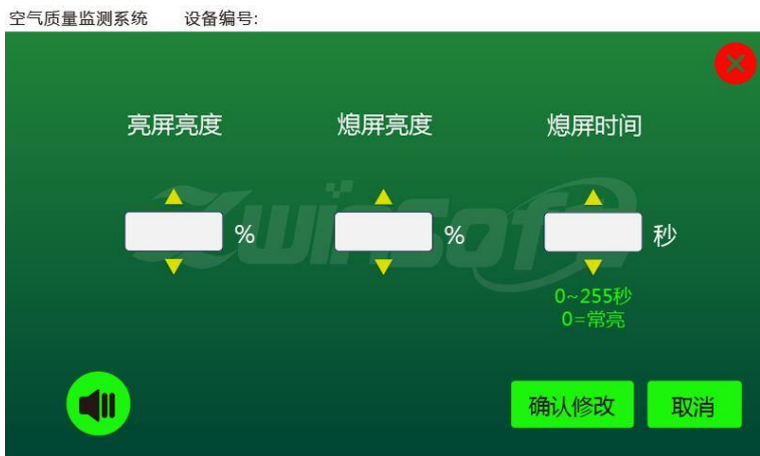 空气质量监测系统 设备编号:
亮屏亮度 熄屏亮度 熄屏时间
% % 秒
ZwinSoft
0~255秒
0=常亮
确认修改 取消